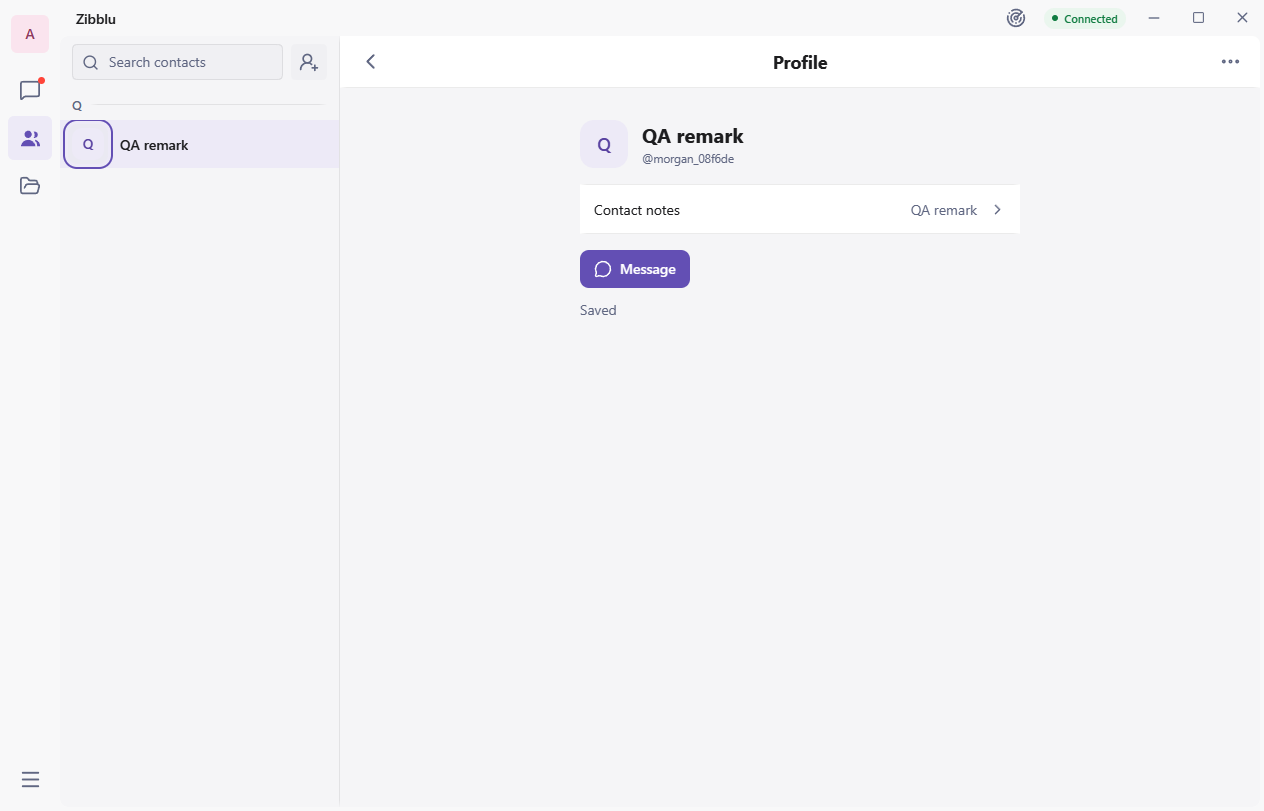 Zibblu
Connected
A
Search contacts
Q
Q
QA remark
Profile
Q
QA remark
@morgan_08f6de
Contact notes
QA remark
Message
Saved